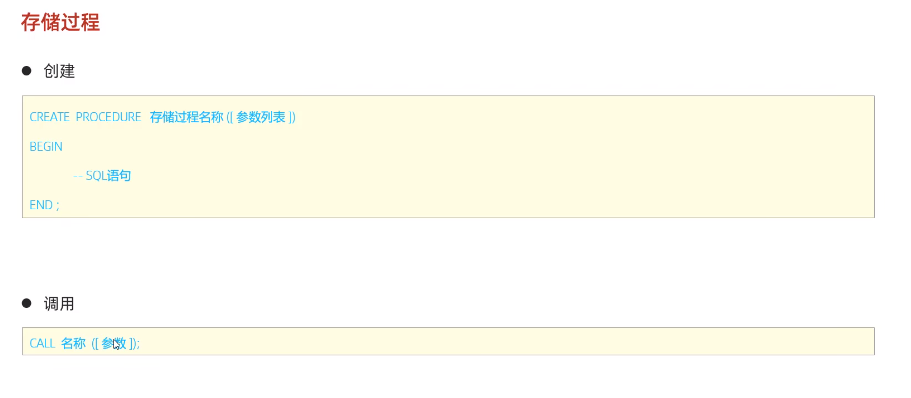 存储过程
● 创建
CREATE PROCEDURE 存储过程名称 ([ 参数列表 ])
BEGIN
-- SQL语句
END ;
● 调用
CALL 名称 ([ 参数 ]);